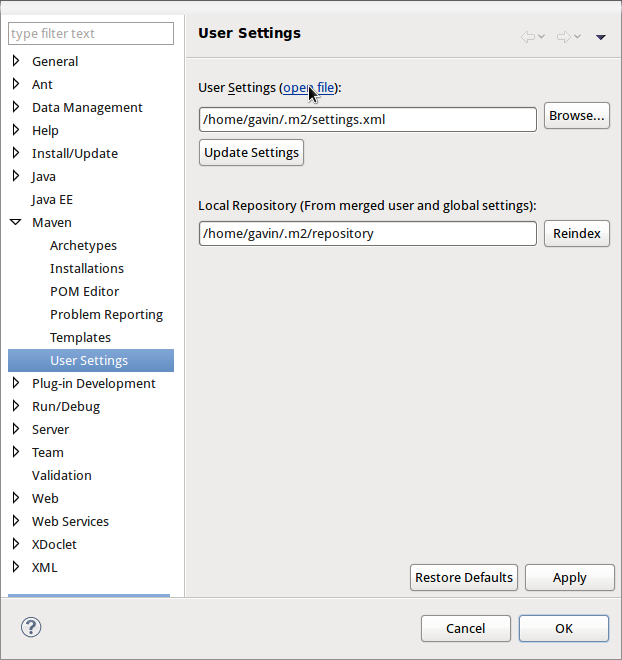 type filter text
General
Ant
Data Management
Help
Install/Update
Java
Java EE
Maven
Archetypes
Installations
POM Editor
Problem Reporting
Templates
User Settings
Plug-in Development
Run/Debug
Server
Team
Validation
Web
Web Services
XDoclet
XML
User Settings
User Settings (open file):
/home/gavin/.m2/settings.xml
Browse...
Update Settings
Local Repository (From merged user and global settings):
/home/gavin/.m2/repository
Reindex
Restore Defaults
Apply
?
Cancel
OK